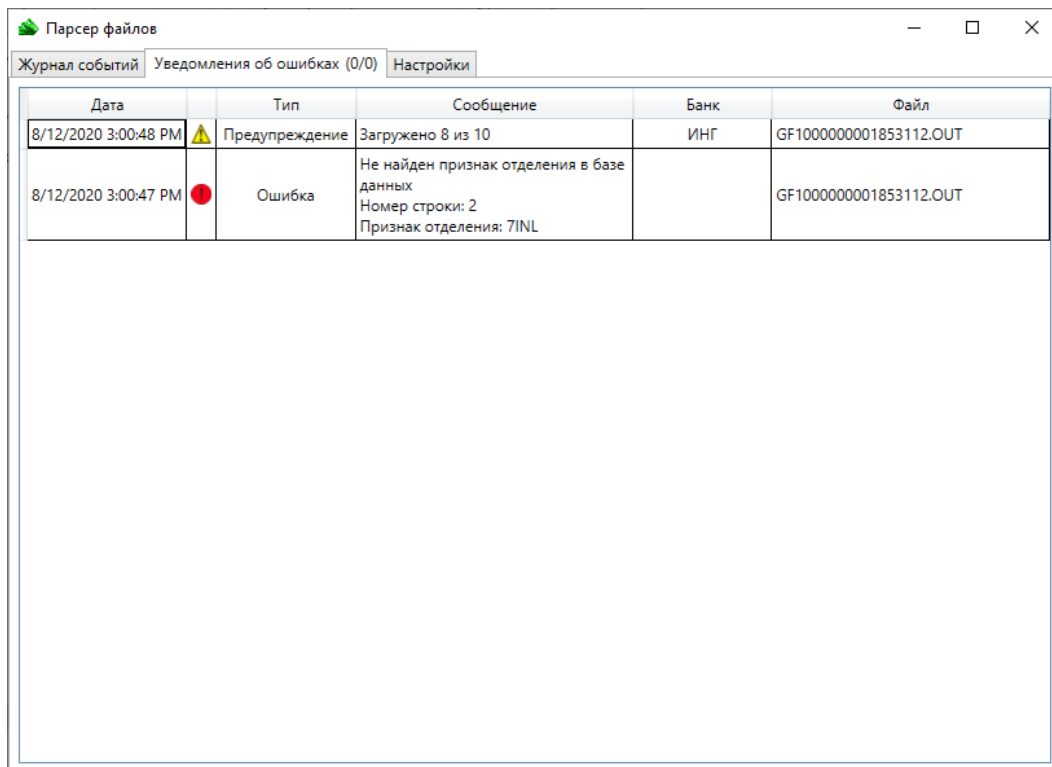 Парсер файлов
Журнал событий Уведомления об ошибках (0/0) Настройки
Дата Тип Сообщение Банк Файл
8/12/2020 3:00:48 PM Предупреждение Загружено 8 из 10 ИНГ GF1000000001853112.OUT
8/12/2020 3:00:47 PM Ошибка Не найден признак отделения в базе
данных
Номер строки: 2
Признак отделения: 7INL
GF1000000001853112.OUT